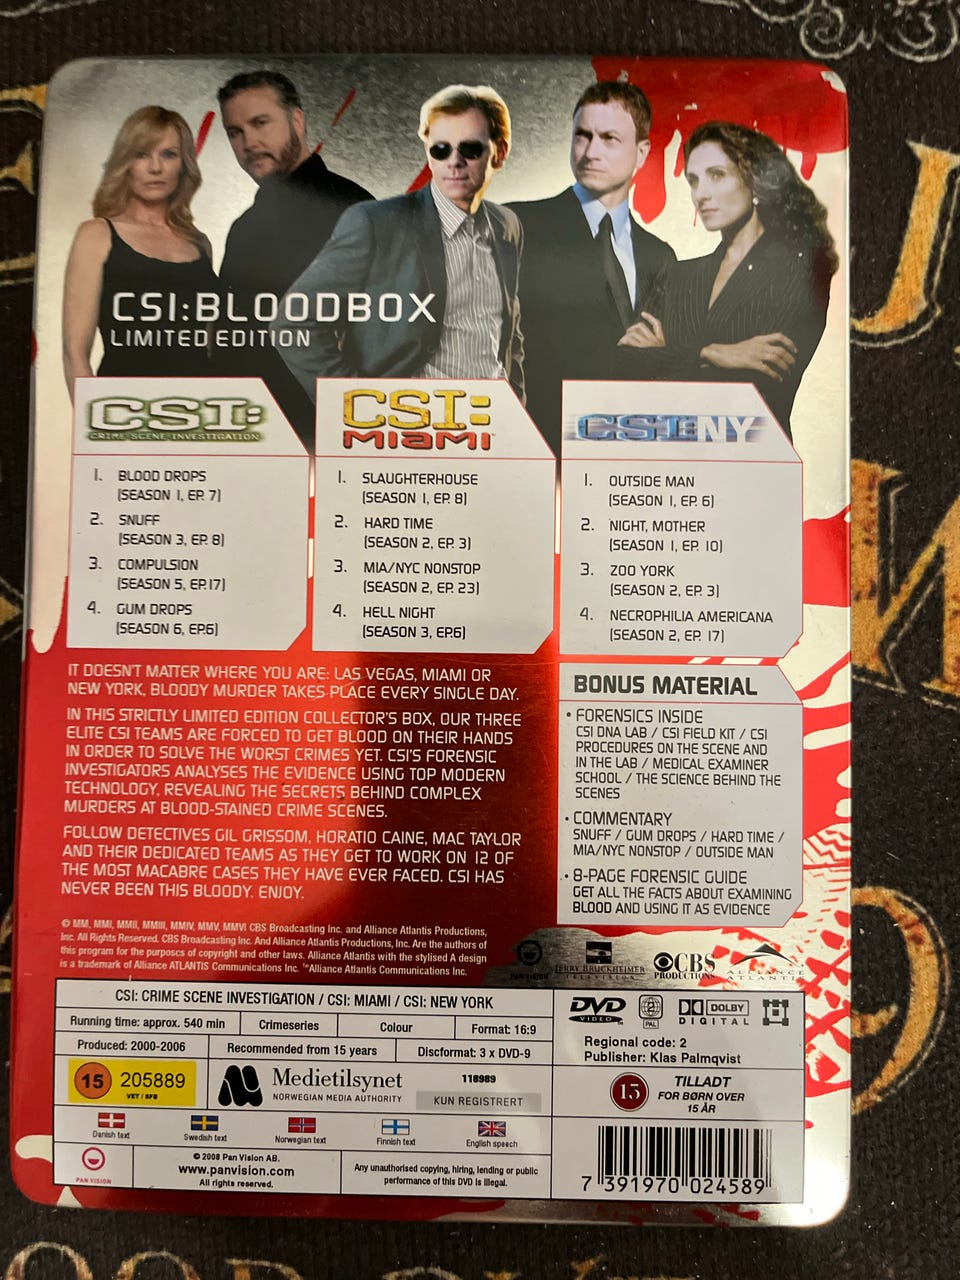 CSI:BLOODBOX
LIMITED EDITION
CSI:
CRIME SCENE INVESTIGATION
1. BLOOD DROPS
(SEASON 1, EP. 7)
2. SNUFF
(SEASON 3, EP. 8)
3. COMPULSION
(SEASON 5, EP.17)
4. GUM DROPS
(SEASON 6, EP.6)
CSI:
MIAMI
1. SLAUGHTERHOUSE
(SEASON 1, EP. 8)
2. HARD TIME
(SEASON 2, EP. 3)
3. MIA/NYC NONSTOP
(SEASON 2, EP. 23)
4. HELL NIGHT
(SEASON 3, EP.6)
CSI:NY
1. OUTSIDE MAN
(SEASON 1, EP. 6)
2. NIGHT, MOTHER
(SEASON 1, EP. 10)
3. ZOO YORK
(SEASON 2, EP. 3)
4. NECROPHILIA AMERICANA
(SEASON 2, EP. 17)
IT DOESN'T MATTER WHERE YOU ARE: LAS VEGAS, MIAMI OR
NEW YORK, BLOODY MURDER TAKES PLACE EVERY SINGLE DAY.
IN THIS STRICTLY LIMITED EDITION COLLECTOR'S BOX, OUR THREE
ELITE CSI TEAMS ARE FORCED TO GET BLOOD ON THEIR HANDS
IN ORDER TO SOLVE THE WORST CRIMES YET. CSI'S FORENSIC
INVESTIGATORS ANALYSES THE EVIDENCE USING TOP MODERN
TECHNOLOGY, REVEALING THE SECRETS BEHIND COMPLEX
MURDERS AT BLOOD-STAINED CRIME SCENES.
FOLLOW DETECTIVES GIL GRISSOM, HORATIO CAINE, MAC TAYLOR
AND THEIR DEDICATED TEAMS AS THEY GET TO WORK ON 12 OF
THE MOST MACABRE CASES THEY HAVE EVER FACED. CSI HAS
NEVER BEEN THIS BLOODY. ENJOY.
BONUS MATERIAL
• FORENSICS INSIDE
CSI DNA LAB / CSI FIELD KIT / CSI
PROCEDURES ON THE SCENE AND
IN THE LAB / MEDICAL EXAMINER
SCHOOL / THE SCIENCE BEHIND THE
SCENES
• COMMENTARY
SNUFF / GUM DROPS / HARD TIME /
MIA/NYC NONSTOP / OUTSIDE MAN
• 8-PAGE FORENSIC GUIDE
GET ALL THE FACTS ABOUT EXAMINING
BLOOD AND USING IT AS EVIDENCE
© MM, MMI, MMII, MMIII, MMIV, MMV, MMVI CBS Broadcasting Inc. and Alliance Atlantis Productions,
Inc. All Rights Reserved. CBS Broadcasting Inc. And Alliance Atlantis Productions, Inc. Are the authors of
this program for the purposcs of copyright and other laws. Alliance Atlantis with the stylised A design
is a trademark of Alliance ATLANTIS Communications Inc. ™Alliance Atlantis Communications Inc.
PAN VISION
JERRY BRUCKHEIMER
TELEVISION
CBS
PRODUCTIONS
ALLIANCE
ATLANTIS
CSI: CRIME SCENE INVESTIGATION / CSI: MIAMI / CSI: NEW YORK
Running time: approx. 540 min
Crimeseries
Colour
Format: 16:9
Produced: 2000-2006
Recommended from 15 years
Discformat: 3 x DVD-9
15 205889
VET / SFB
Medietilsynet
NORWEGIAN MEDIA AUTHORITY
118989
KUN REGISTRERT
Danish text
Swedish text
Norwegian text
Finnish text
English speech
PAN VISION
© 2008 Pan Vision AB.
www.panvision.com
All rights reserved.
Any unauthorised copying, hiring, lending or public
performance of this DVD is illegal.
DVD
VIDEO
2
PAL
DOLBY
DIGITAL
Regional code: 2
Publisher: Klas Palmqvist
15
TILLADT
FOR BØRN OVER
15 ÅR
7 391970 024589